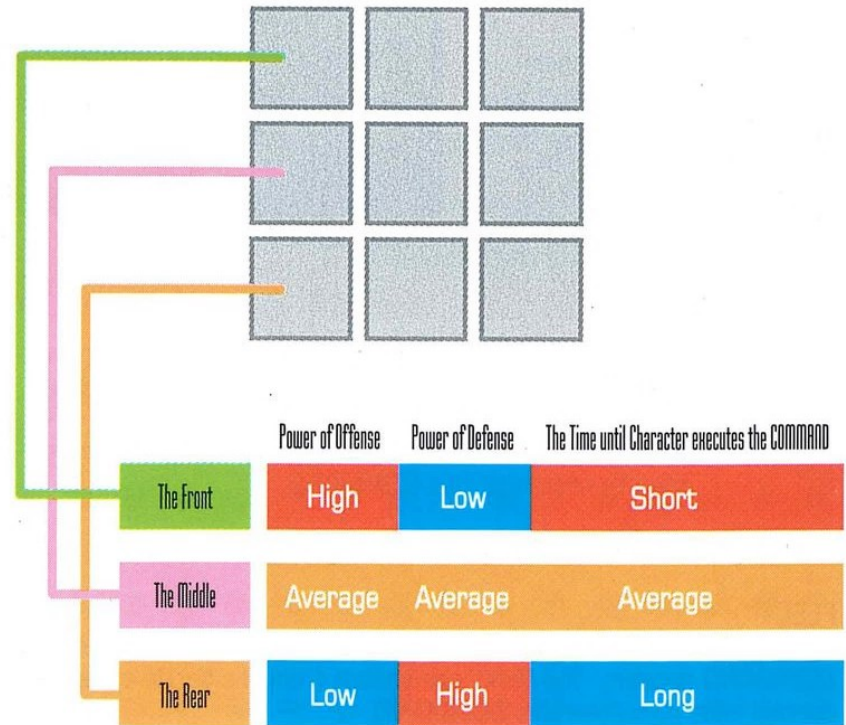 Power of Offense Power of Defense The Time until Character executes the COMMAND
The Front High Low Short
The Middle Average Average Average
The Rear Low High Long